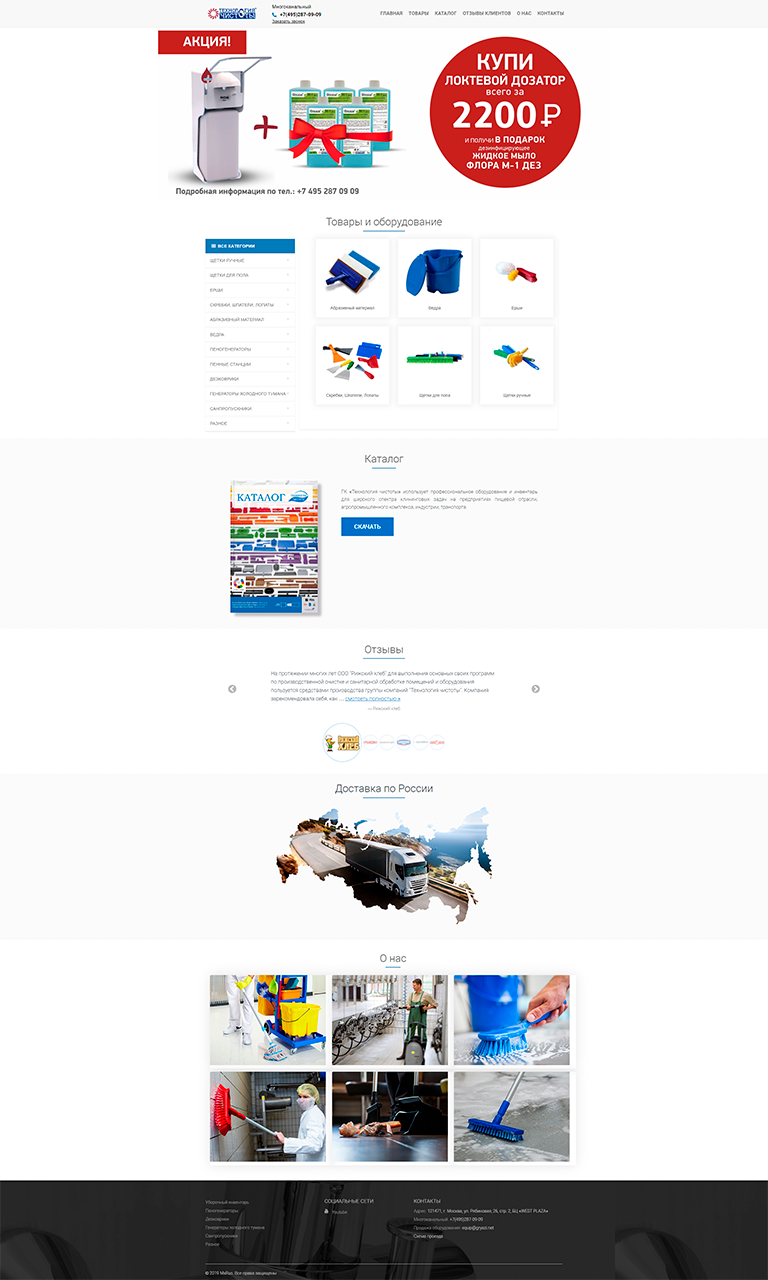 ТЕХНОЛОГИЯ
ЧИСТОТЫ
Многоканальный
+7(495)287-09-09
Заказать звонок
ГЛАВНАЯ ТОВАРЫ КАТАЛОГ ОТЗЫВЫ КЛИЕНТОВ О НАС КОНТАКТЫ
АКЦИЯ!
КУПИ
ЛОКТЕВОЙ ДОЗАТОР
всего за
2200₽
и получи В ПОДАРОК
дезинфицирующее
ЖИДКОЕ МЫЛО
ФЛОРА М-1 ДЕЗ
Подробная информация по тел.: +7 495 287 09 09
Товары и оборудование
ВСЕ КАТЕГОРИИ
ЩЕТКИ РУЧНЫЕ
ЩЕТКИ ДЛЯ ПОЛА
ЕРШИ
СКРЕБКИ, ШПАТЕЛИ, ЛОПАТЫ
АБРАЗИВНЫЙ МАТЕРИАЛ
ВЕДРА
ПЕНОГЕНЕРАТОРЫ
ПЕННЫЕ СТАНЦИИ
ДЕЗКОВРИКИ
ГЕНЕРАТОРЫ ХОЛОДНОГО ТУМАНА
САНПРОПУСКНИКИ
РАЗНОЕ
Абразивный материал
Ведра
Ерши
Скребки, Шпатели, Лопаты
Щетки для пола
Щетки ручные
Каталог
КАТАЛОГ
ГК «Технология чистоты» использует профессиональное оборудование и инвентарь
для широкого спектра клининговых задач на предприятиях пищевой отрасли,
агропромышленного комплекса, индустрии, транспорта.
СКАЧАТЬ
Отзывы
На протяжении многих лет ООО "Рижский хлеб" для выполнения основных своих программ
по производственной очистке и санитарной обработке помещений и оборудования
пользуется средствами производства группы компаний "Технология чистоты". Компания
зарекомендовала себя, как ... смотреть полностью »
— Рижский хлеб
ХЛЕБ
Доставка по России
О нас
Уборочный инвентарь
Пеногенераторы
Дезковрики
Генераторы холодного тумана
Санпропускники
Разное
СОЦИАЛЬНЫЕ СЕТИ
Youtube
КОНТАКТЫ
Адрес: 121471, г. Москва, ул. Рябиновая, 26, стр. 2, БЦ «WEST PLAZA»
Многоканальный: +7(495)287-09-09
Продажа оборудования: equip@gryazi.net
Схема проезда